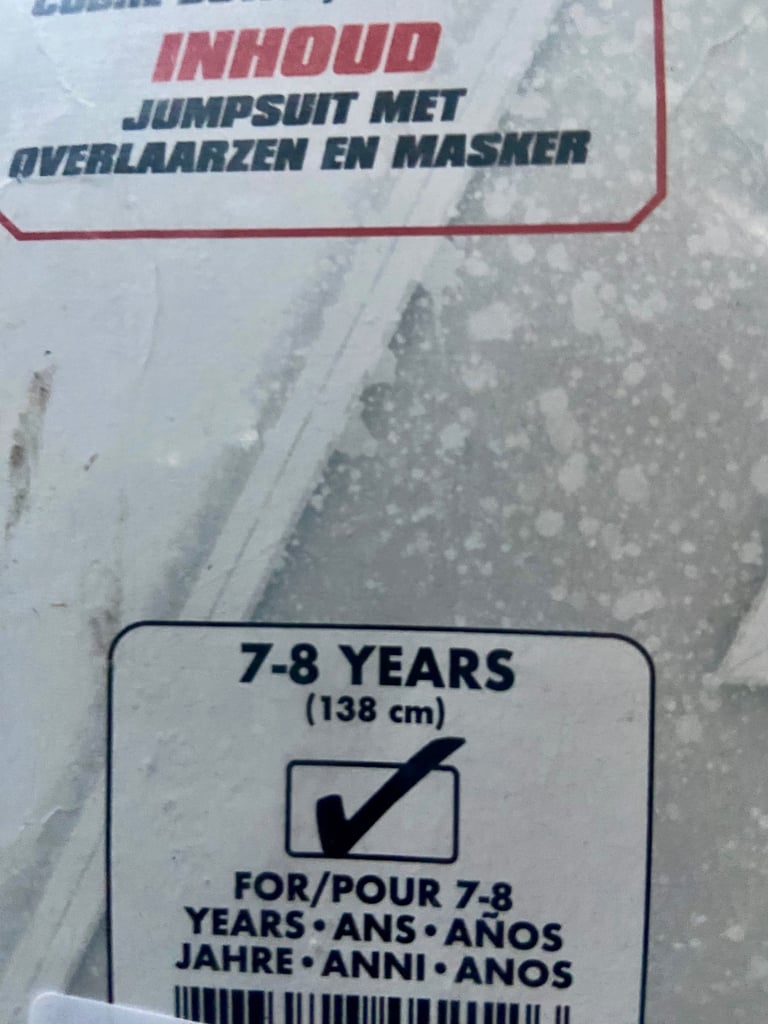 INHOUD
JUMPSUIT MET
OVERLAARZEN EN MASKER
7-8 YEARS
(138 cm)
FOR/POUR 7-8
YEARS • ANS • AÑOS
JAHRE • ANNI • ANOS